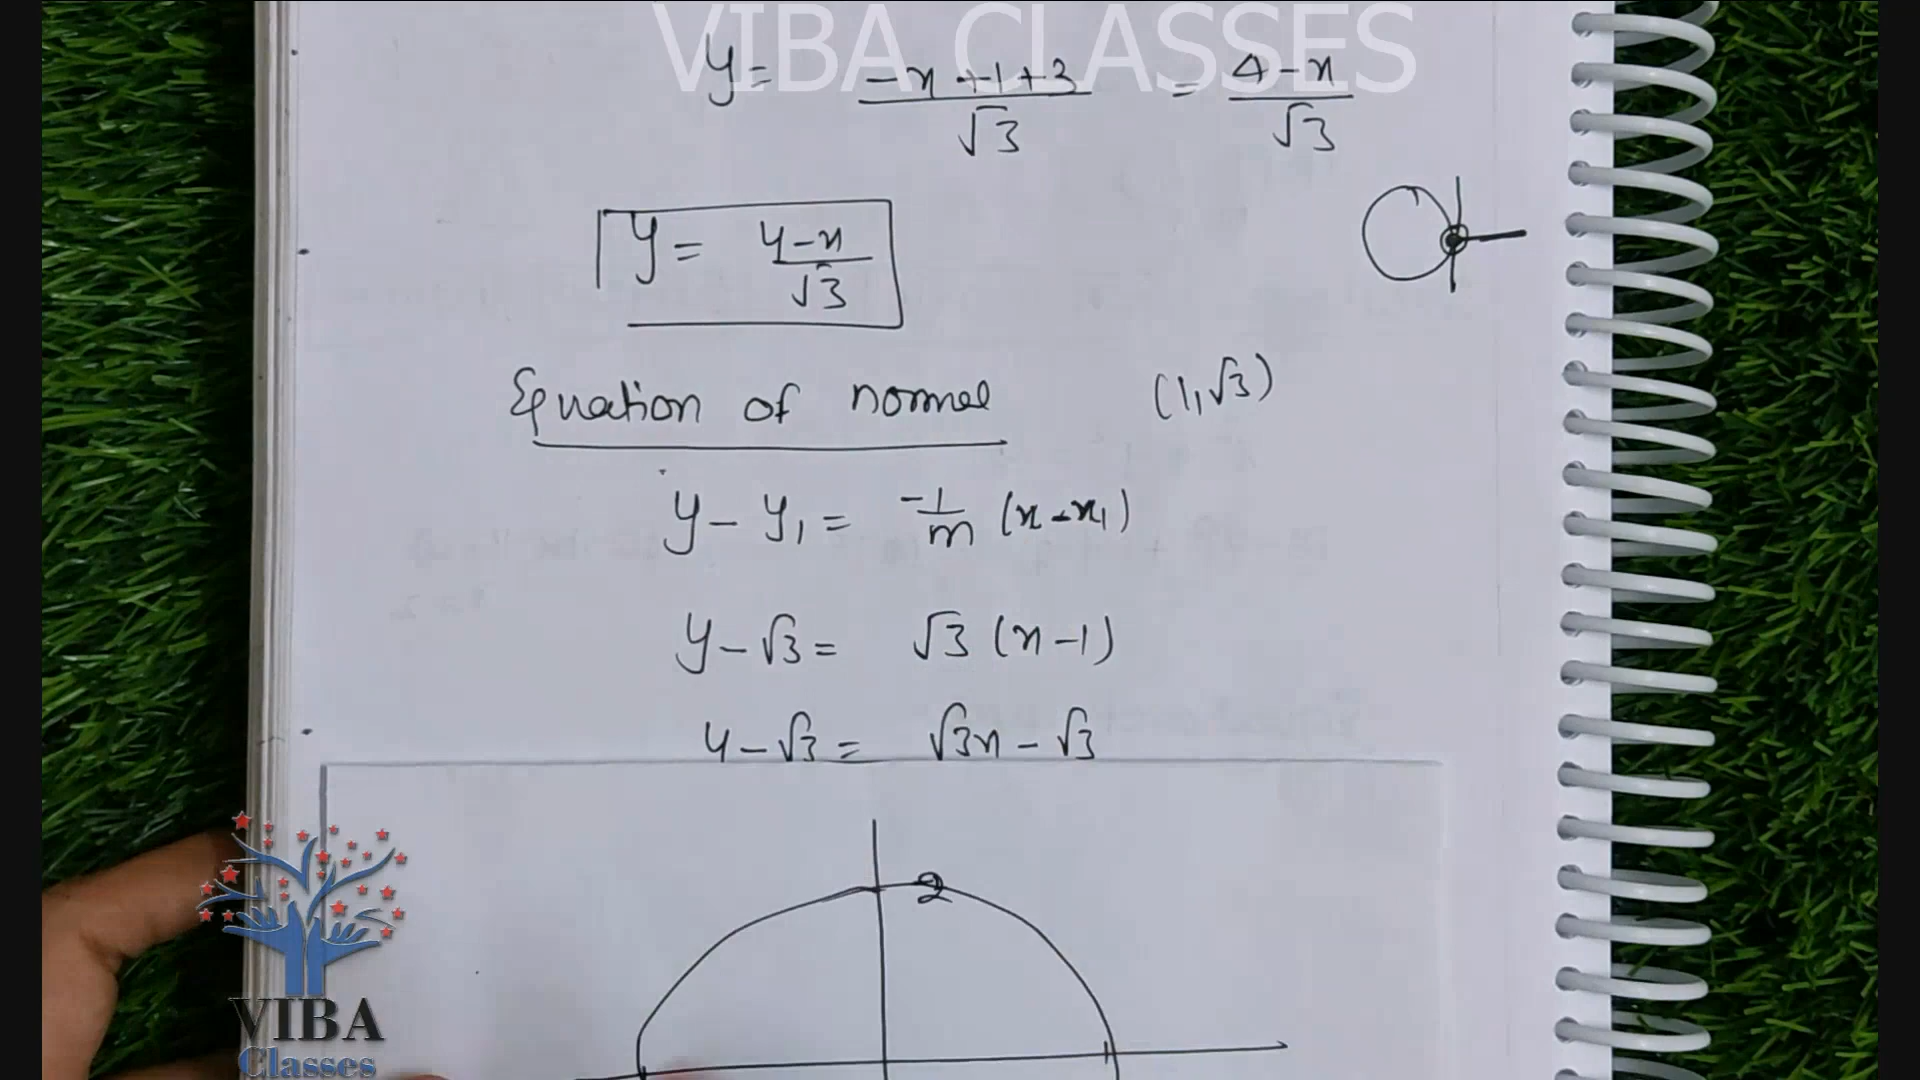 VIBA CLASSES
y = (-x+1+3)/√3 = (4-x)/√3
y = (4-x)/√3
Equation of normal (1,√3)
y - y₁ = -1/m (x-x₁)
y-√3 = √3 (x-1)
y-√3 = √3x - √3
2
VIBA
Classes